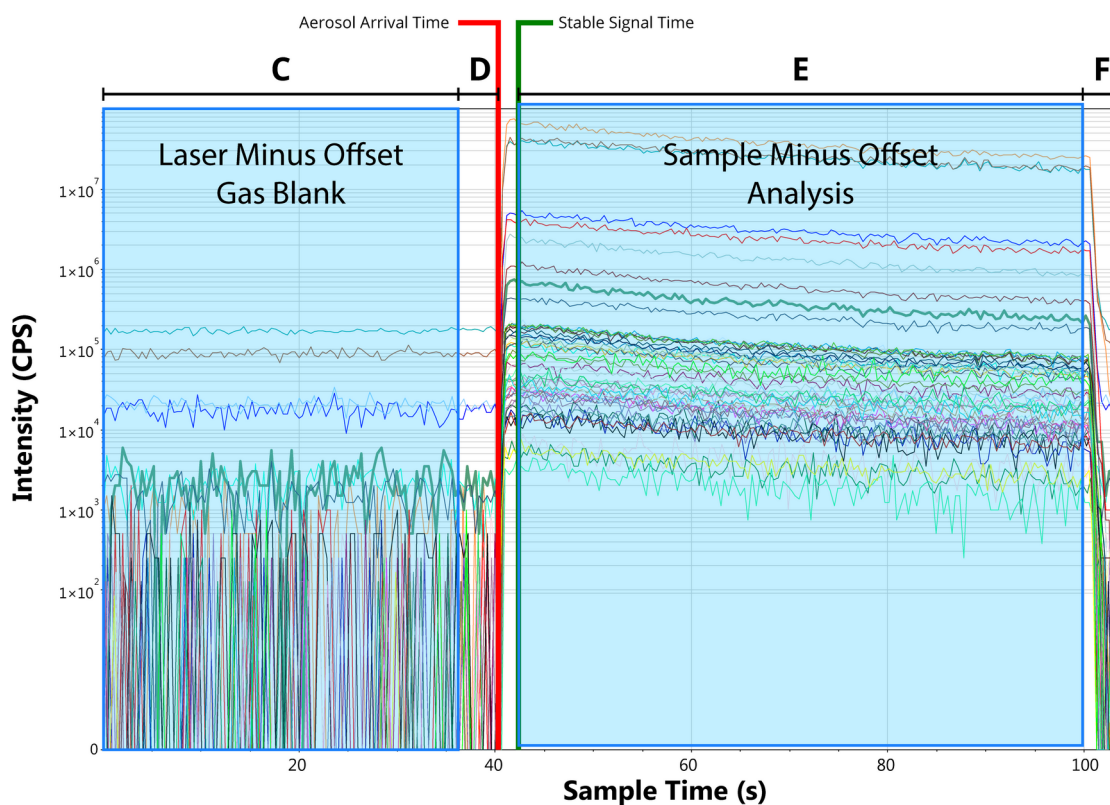 Aerosol Arrival Time
Stable Signal Time
C
D
E
F
Laser Minus Offset
Gas Blank
Sample Minus Offset
Analysis
1×10⁷
1×10⁶
1×10⁵
1×10⁴
1×10³
1×10²
0
Intensity (CPS)
20
40
60
80
100
Sample Time (s)